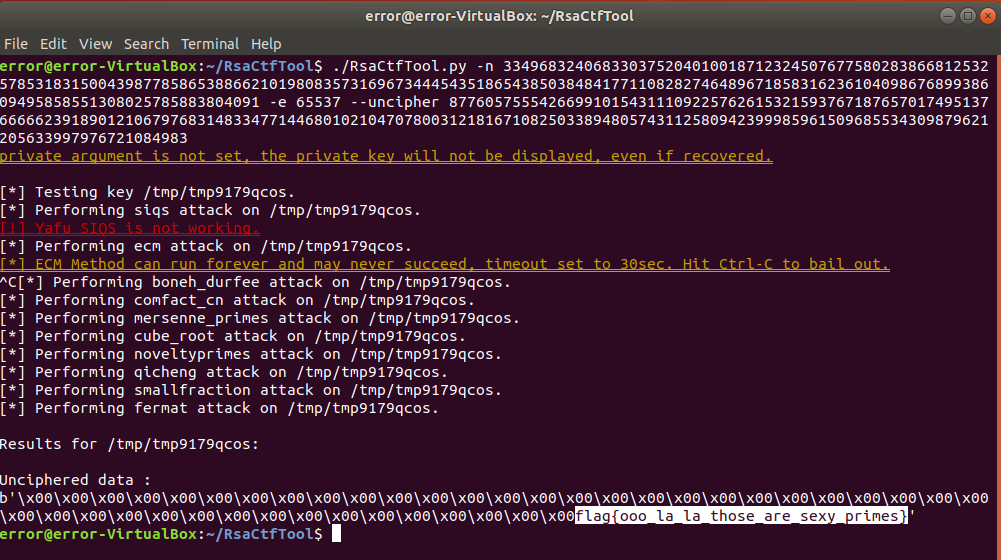 error@error-VirtualBox: ~/RsaCtfTool
File Edit View Search Terminal Help
error@error-VirtualBox:~/RsaCtfTool$ ./RsaCtfTool.py -n 33496832406833037520401001871232450767758028386681 2532
57853183150043987785865388662101980835731696734445435186543850384841771108282746489671858316236104098676899386
09495858551308025785883804091 -e 65537 --uncipher 877605755542669910154311109225762615321593767187657017495137
66666239189012106797683148334771446801021047078003121816710825033894805743112580942399985961509685534309879621
20563399797672108 4983
private argument is not set, the private key will not be displayed, even if recovered.
[*] Testing key /tmp/tmp9179qcos.
[*] Performing siqs attack on /tmp/tmp9179qcos.
[!] Yafu SIQS is not working.
[*] Performing ecm attack on /tmp/tmp9179qcos.
[*] ECM Method can run forever and may never succeed, timeout set to 30sec. Hit Ctrl-C to bail out.
^C[*] Performing boneh_durfee attack on /tmp/tmp9179qcos.
[*] Performing comfact_cn attack on /tmp/tmp9179qcos.
[*] Performing mersenne_primes attack on /tmp/tmp9179qcos.
[*] Performing cube_root attack on /tmp/tmp9179qcos.
[*] Performing noveltyprimes attack on /tmp/tmp9179qcos.
[*] Performing qicheng attack on /tmp/tmp9179qcos.
[*] Performing smallfraction attack on /tmp/tmp9179qcos.
[*] Performing fermat attack on /tmp/tmp9179qcos.
Results for /tmp/tmp9179qcos:
Unciphered data :
b'\x00\x00\x00\x00\x00\x00\x00\x00\x00\x00\x00\x00\x00\x00\x00\x00\x00\x00\x00\x00\x00\x00\x00\x00\x00\x00\x00
\x00\x00\x00\x00\x00\x00\x00\x00\x00\x00\x00\x00\x00\x00\x00\x00flag{ooo_la_la_those_are_sexy_primes}'
error@error-VirtualBox:~/RsaCtfTool$